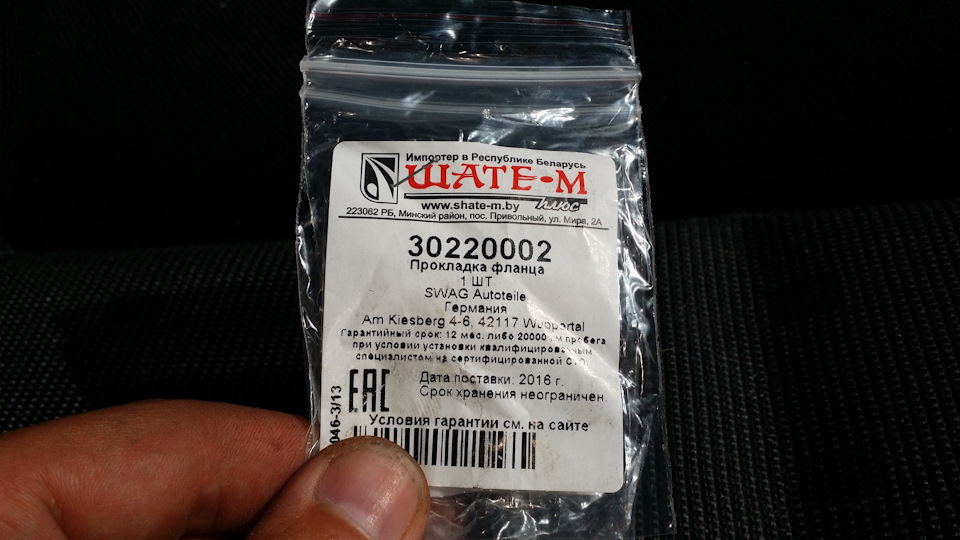 Импортер в Республике Беларусь
ШАТЕ-М
плюс
www.shate-m.by
223062 РБ, Минский район, пос. Привольный, ул. Мира, 2А
30220002
Прокладка фланца
1 ШТ
SWAG Autoteile
Германия
Am Kiesberg 4-6, 42117 Wuppertal
Гарантийный срок: 12 мес. либо 20000 км пробега
при условии установки квалифицированным
специалистом на сертифицированной СТО
EAC
Дата поставки: 2016 г.
Срок хранения неограничен.
Условия гарантии см. на сайте
046-3/13